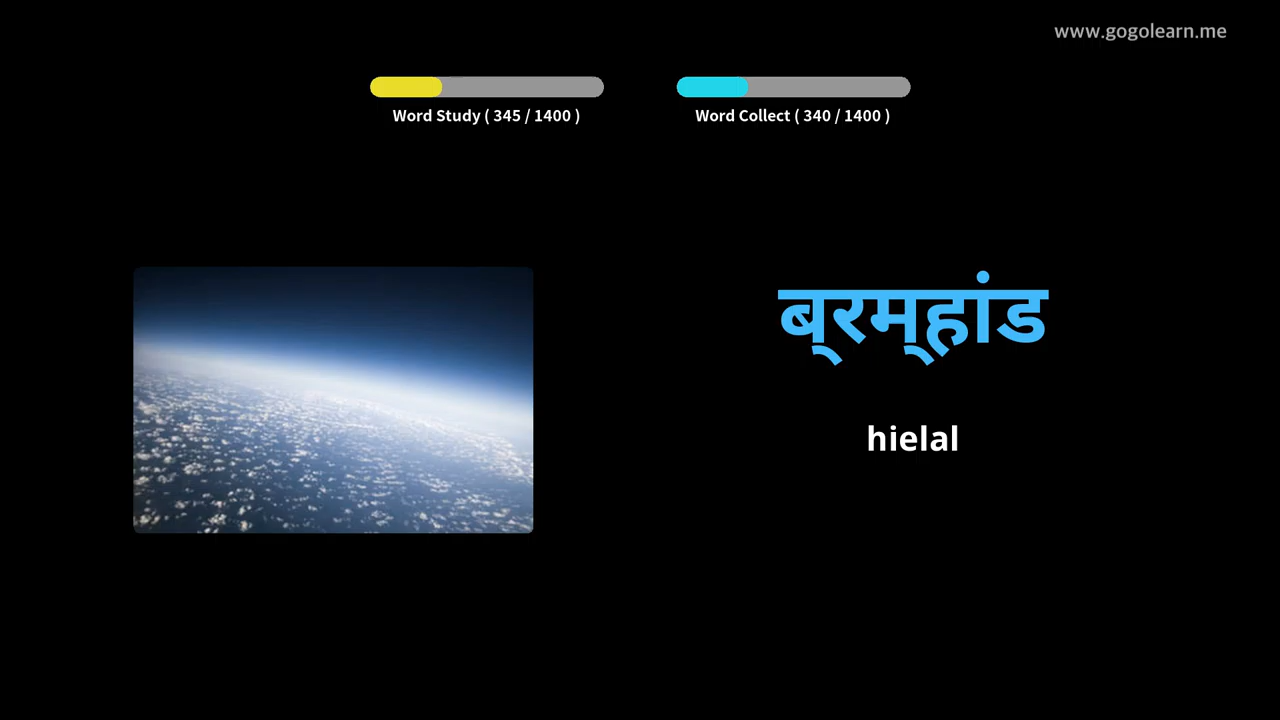 www.gogolearn.me
Word Study ( 345 / 1400 )
Word Collect ( 340 / 1400 )
ब्‌रम्‌हांड
hielal